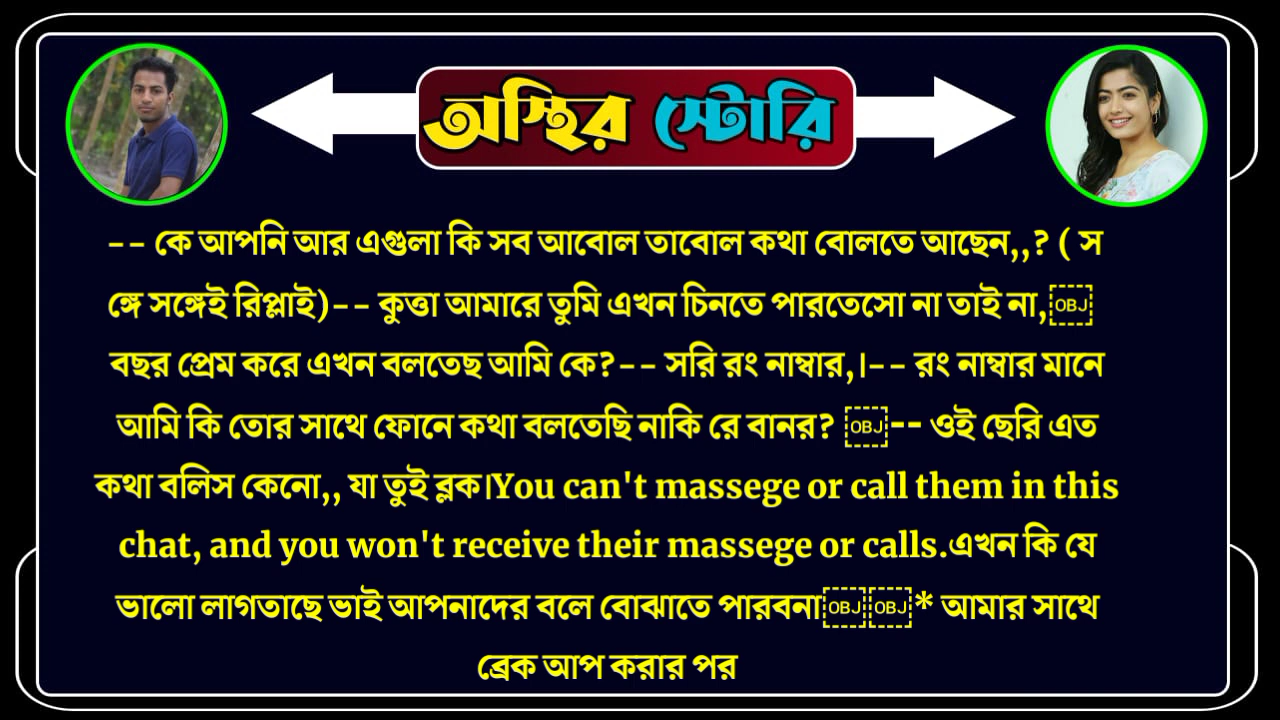 অস্থির স্টোরি
-- কে আপনি আর এগুলা কি সব আবোল তাবোল কথা বোলতে আছেন,,? ( স
ঙ্গে সঙ্গেই রিপ্লাই)-- কুত্তা আমারে তুমি এখন চিনতে পারতেসো না তাই না,￼
বছর প্রেম করে এখন বলতেছ আমি কে?-- সরি রং নাম্বার,।-- রং নাম্বার মানে
আমি কি তোর সাথে ফোনে কথা বলতেছি নাকি রে বানর? ￼-- ওই ছেরি এত
কথা বলিস কেনো,, যা তুই ব্লক।You can't massege or call them in this
chat, and you won't receive their massege or calls.এখন কি যে
ভালো লাগতাছে ভাই আপনাদের বলে বোঝাতে পারবনা￼￼* আমার সাথে
ব্রেক আপ করার পর